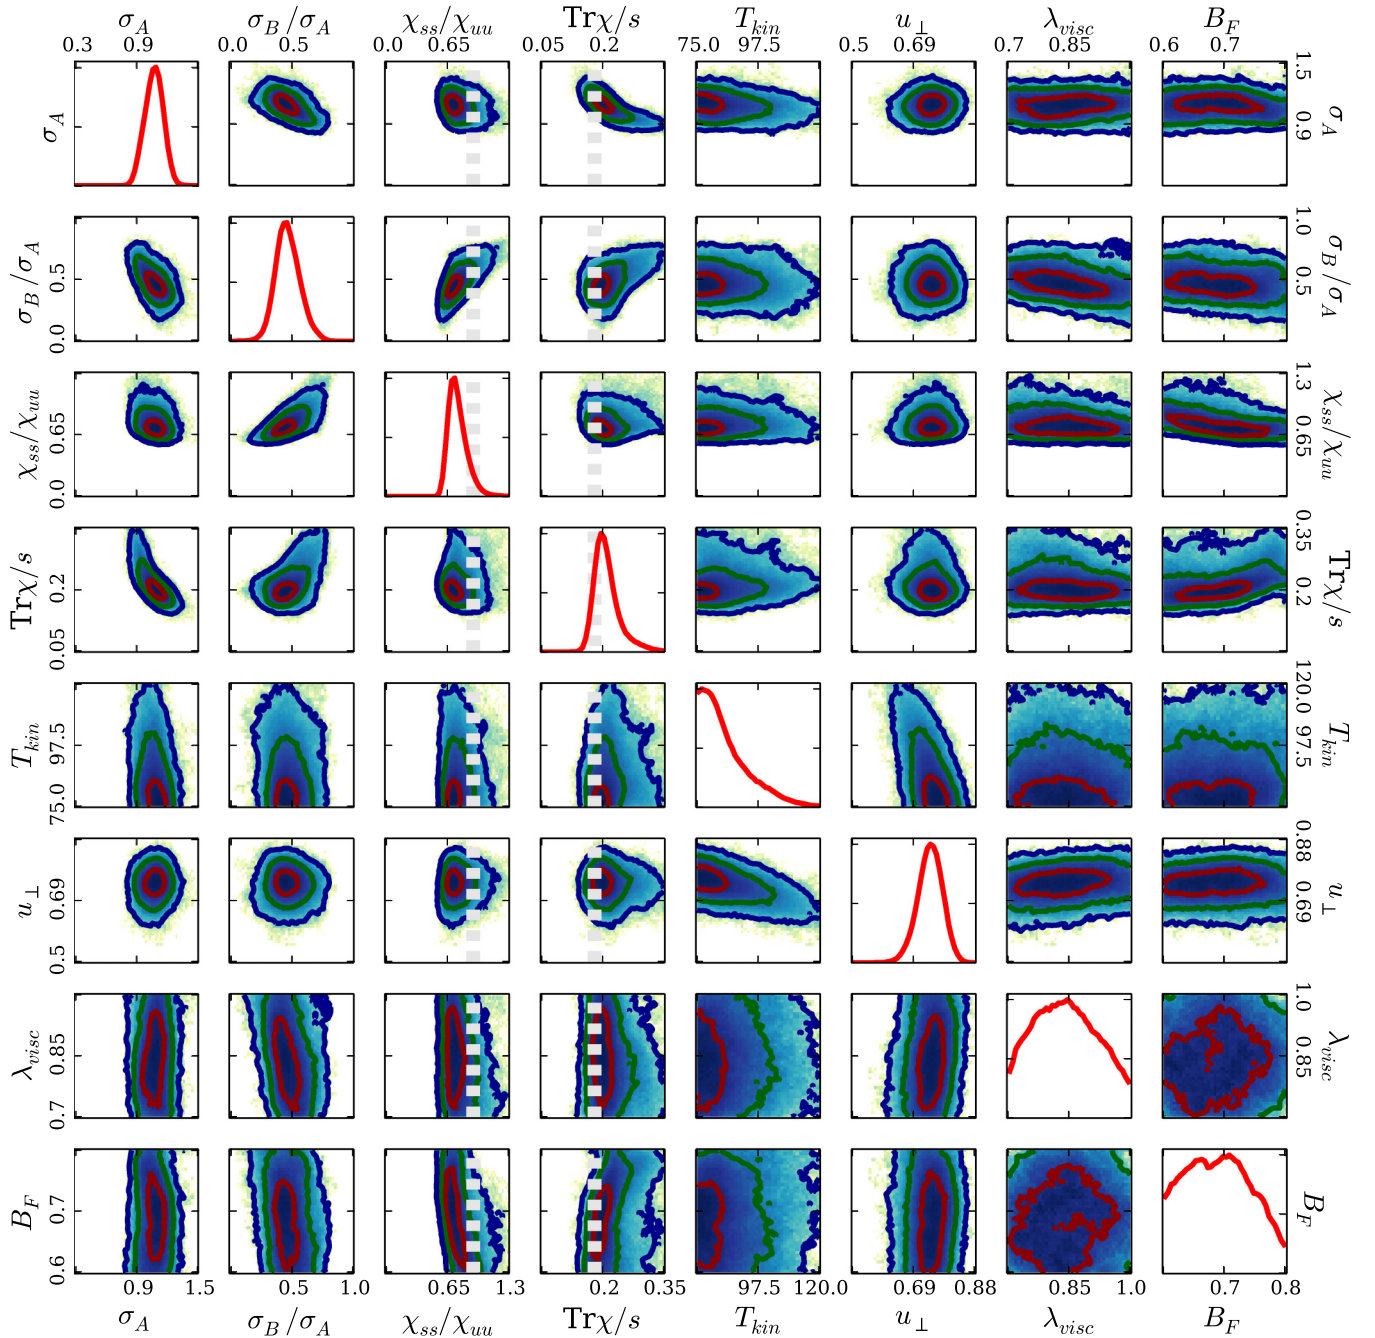 σ_A σ_B/σ_A χ_ss/χ_uu Trχ/s T_kin u_⊥ λ_visc B_F
0.3 0.9 0.0 0.5 0.0 0.65 0.05 0.2 75.0 97.5 0.5 0.69 0.7 0.85 0.6 0.7
σ_A 0.9 1.5 σ_A
0.0 0.5 σ_B/σ_A 0.5 1.0 σ_B/σ_A
0.0 0.65 χ_ss/χ_uu 0.65 1.3 χ_ss/χ_uu
0.05 0.2 Trχ/s 0.2 0.35 Trχ/s
75.0 97.5 T_kin 97.5 120.0 T_kin
0.5 0.69 u_⊥ 0.69 0.88 u_⊥
0.7 0.85 λ_visc 0.85 1.0 λ_visc
0.6 0.7 B_F B_F
0.9 1.5 0.5 1.0 0.65 1.3 0.2 0.35 97.5 120.0 0.69 0.88 0.85 1.0 0.7 0.8
σ_A σ_B/σ_A χ_ss/χ_uu Trχ/s T_kin u_⊥ λ_visc B_F